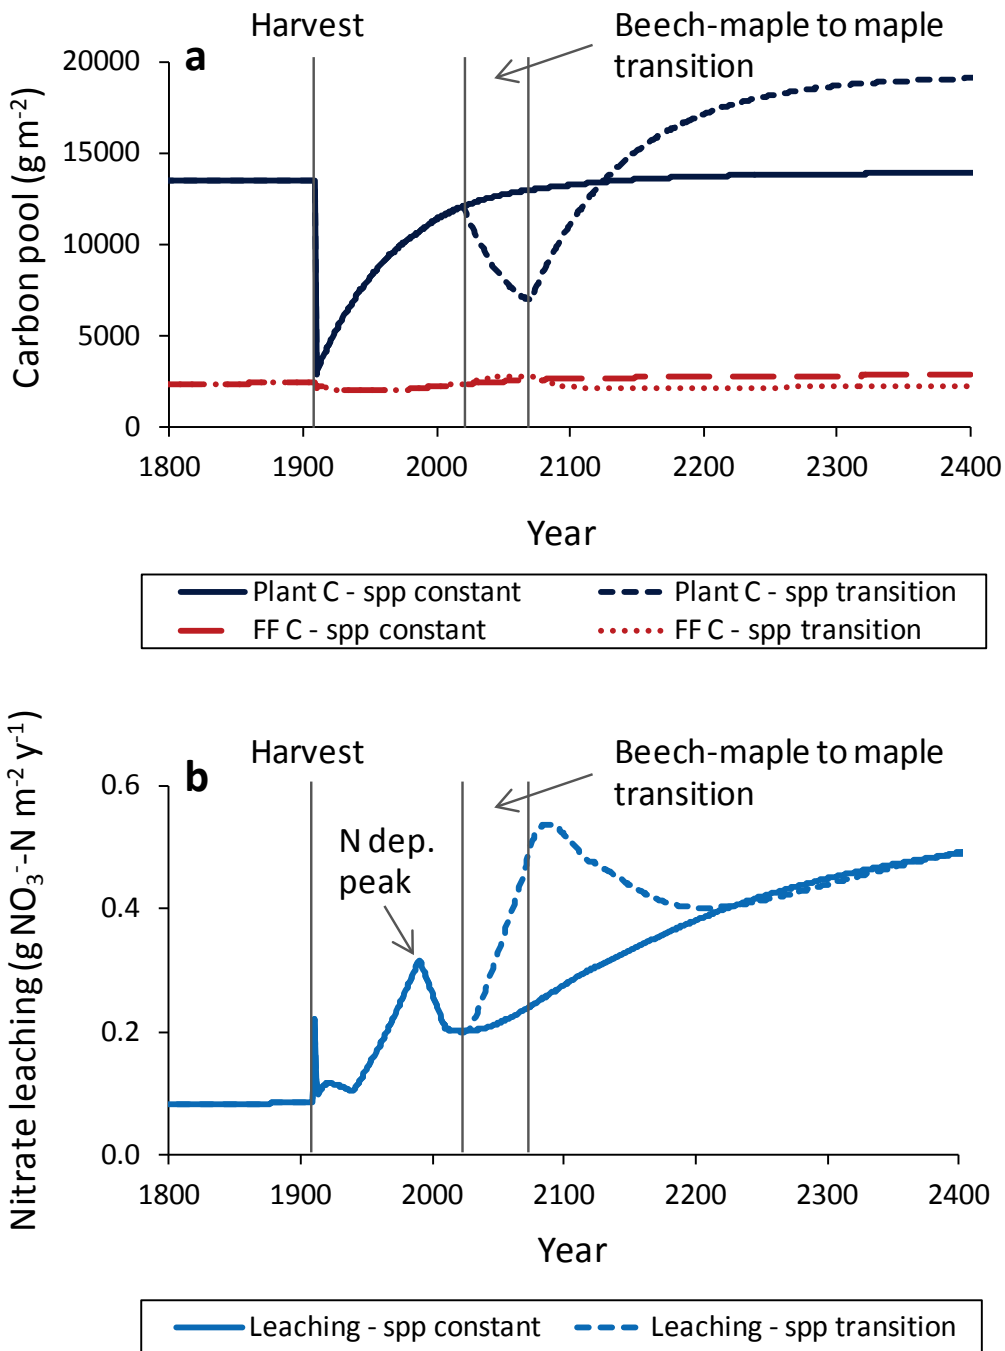 Harvest
Beech-maple to maple
transition
a
Carbon pool (g m⁻²)
20000
15000
10000
5000
0
1800 1900 2000 2100 2200 2300 2400
Year
Plant C - spp constant
Plant C - spp transition
FF C - spp constant
FF C - spp transition
Harvest
Beech-maple to maple
transition
b
N dep.
peak
Nitrate leaching (g NO₃⁻-N m⁻² y⁻¹)
0.6
0.4
0.2
0.0
1800 1900 2000 2100 2200 2300 2400
Year
Leaching - spp constant
Leaching - spp transition